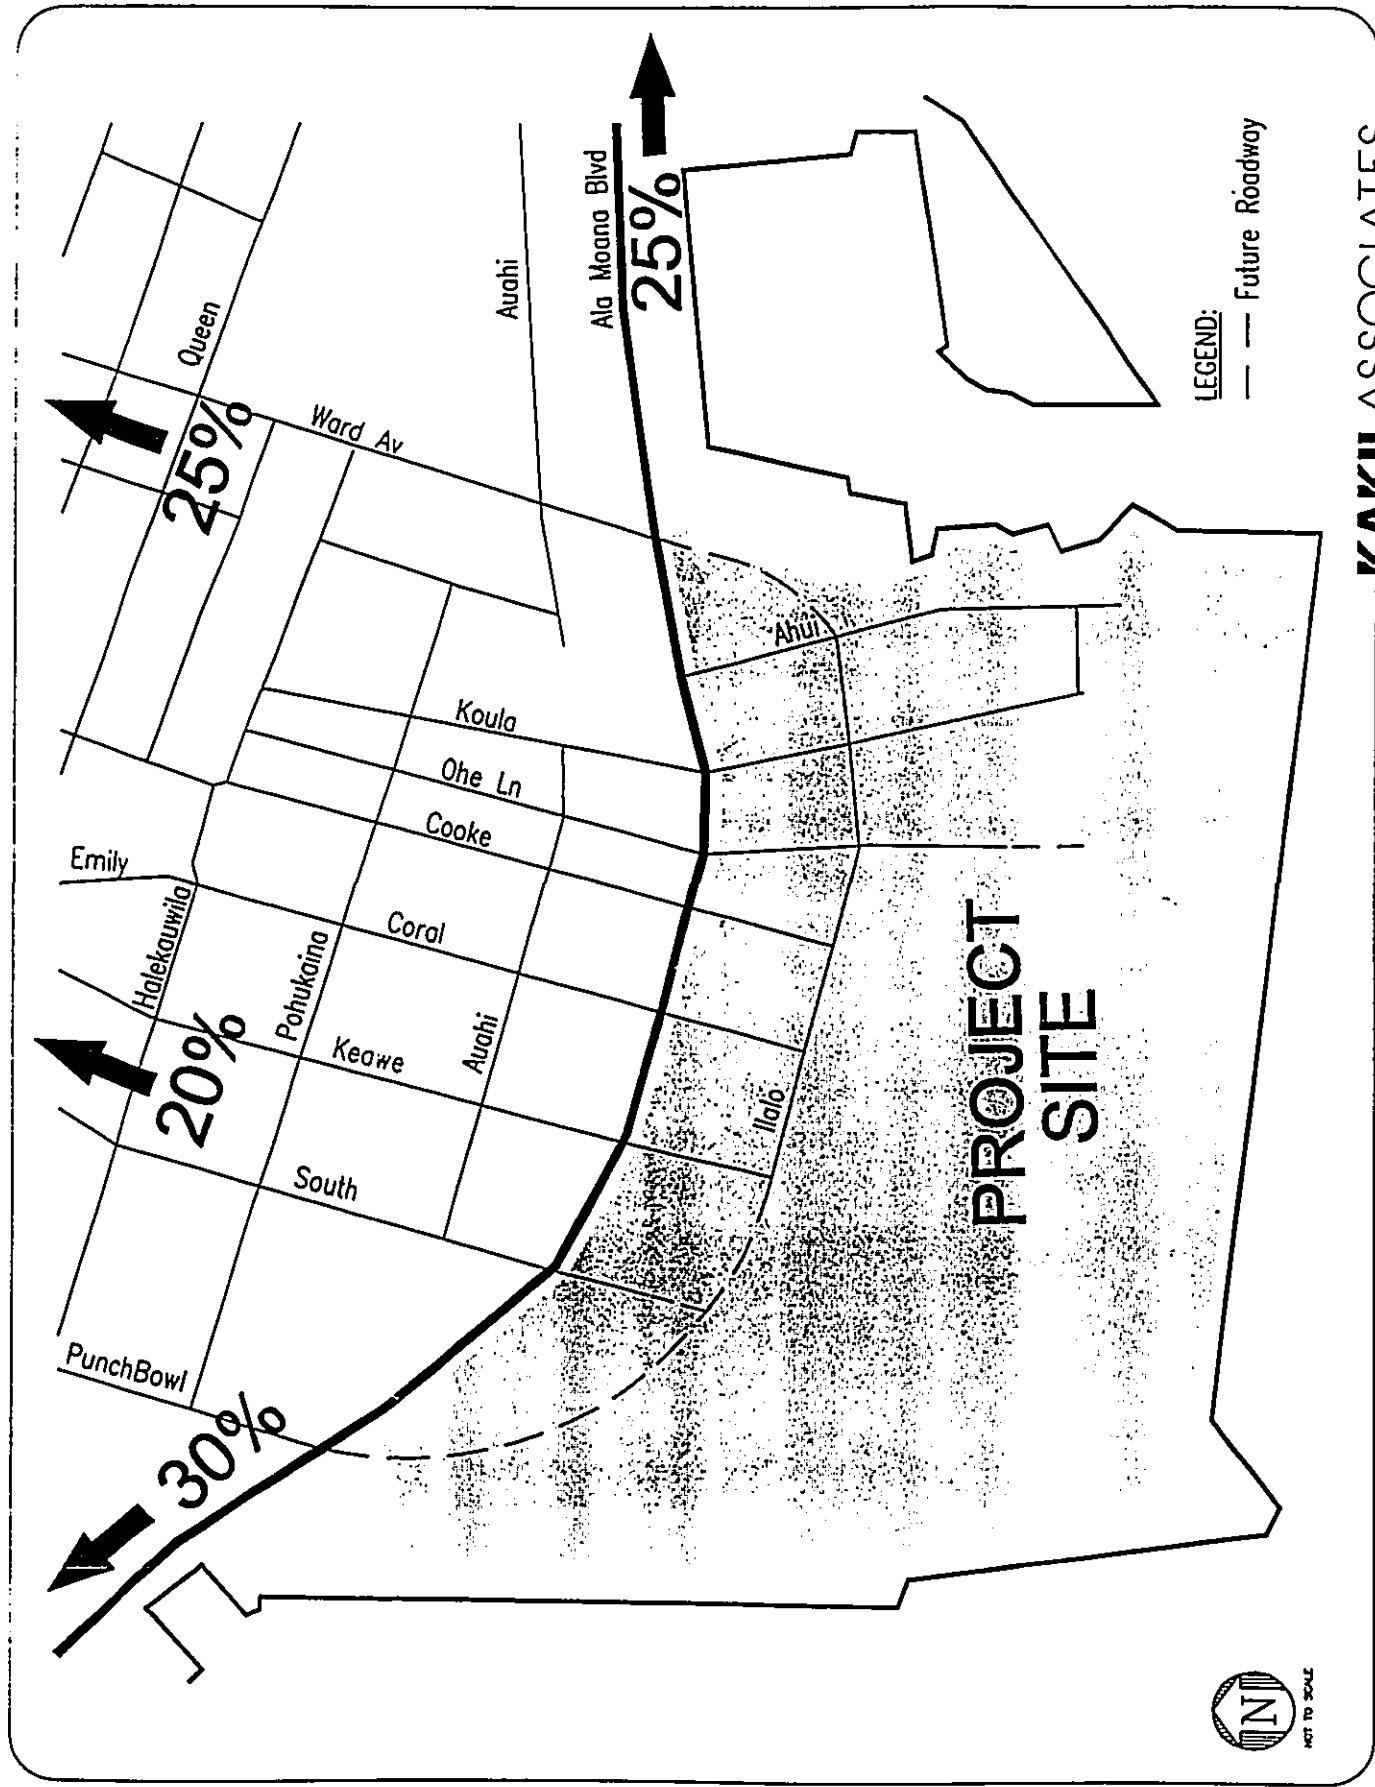 Emily
Halekauwila
20%
Pohukaina
Keawe
Auahi
South
PunchBowl
30%
Coral
Cooke
Ohe Ln
Koula
Queen
25%
Ward Av
Auahi
Ala Moana Blvd
25%
Ahui
Ilalo
PROJECT
SITE
LEGEND:
— — Future Roadway
N
NOT TO SCALE